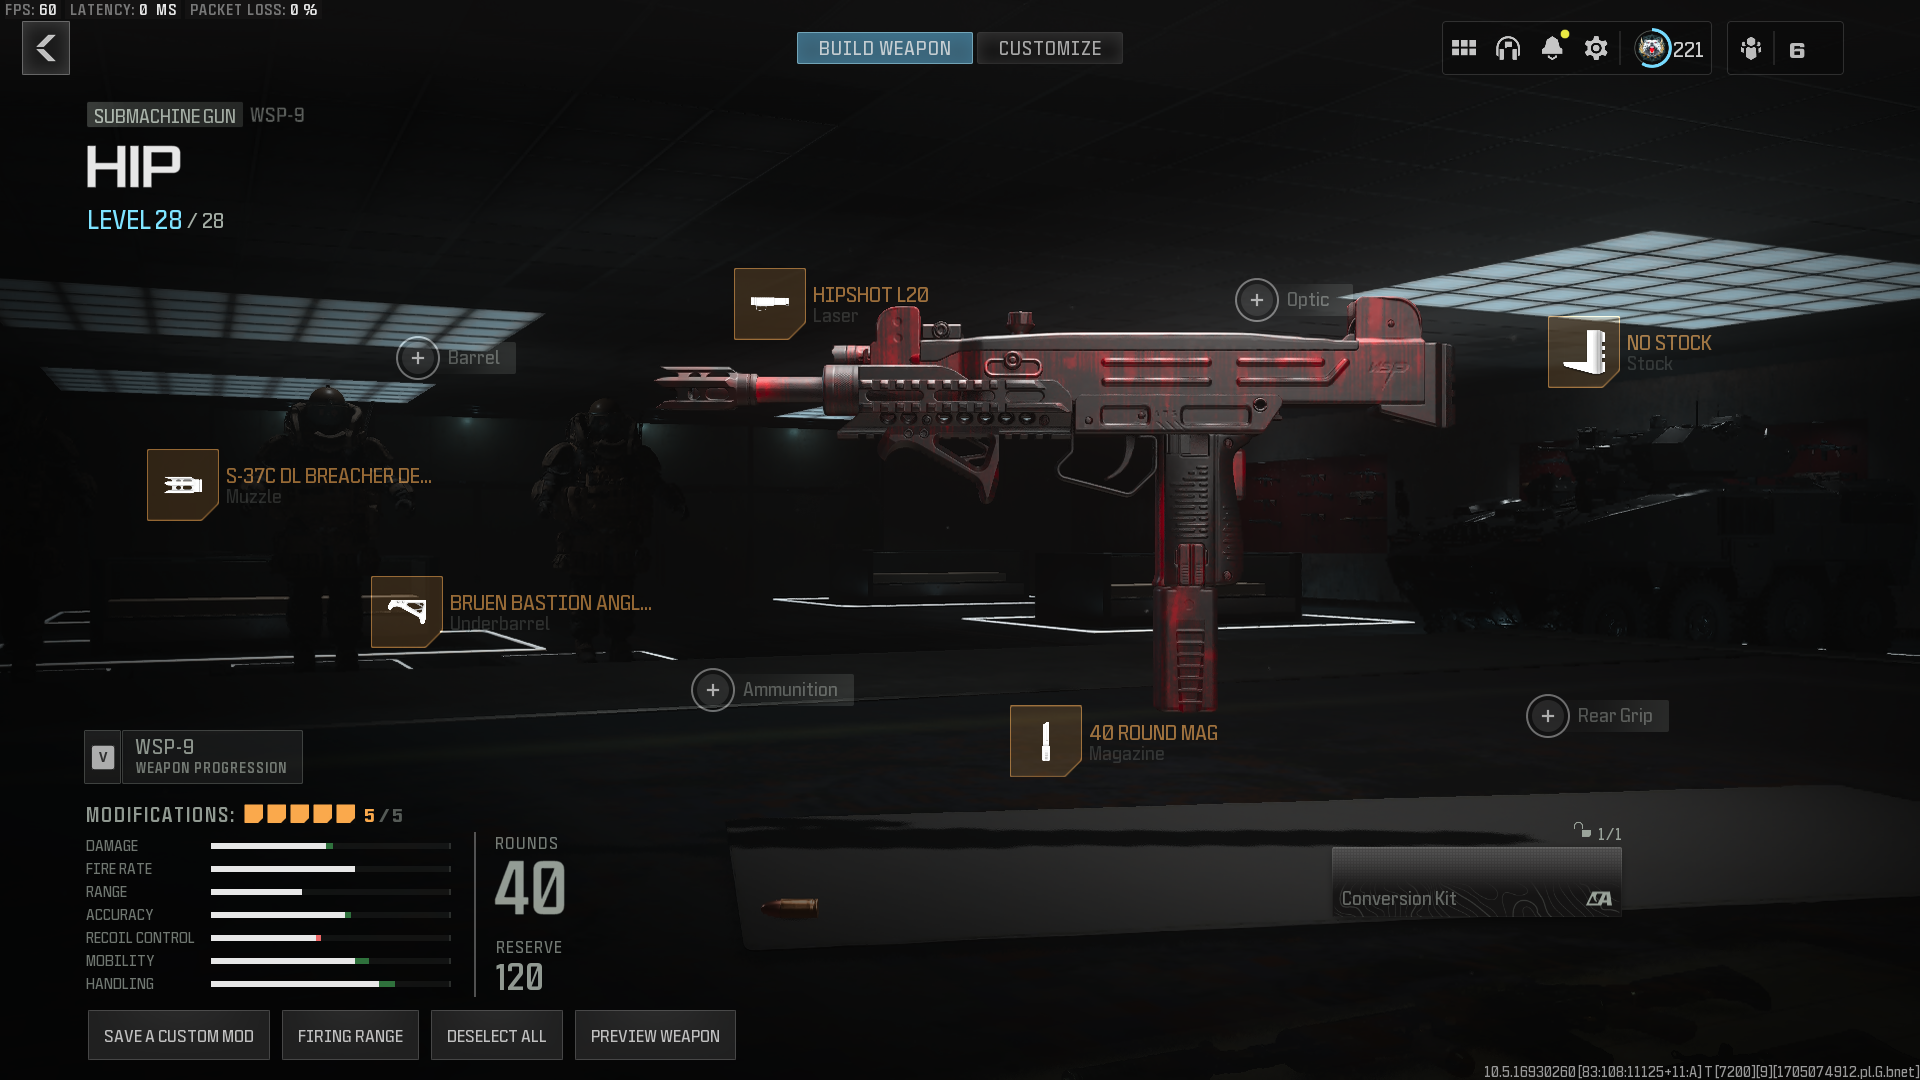 FPS: 60 LATENCY: 0 MS PACKET LOSS: 0 %
BUILD WEAPON
CUSTOMIZE
221
6
SUBMACHINE GUN WSP-9
HIP
LEVEL 28 / 28
HIPSHOT L20
Laser
Optic
NO STOCK
Stock
Barrel
S-37C DL BREACHER DE...
Muzzle
BRUEN BASTION ANGL...
Underbarrel
Ammunition
40 ROUND MAG
Magazine
Rear Grip
V
WSP-9
WEAPON PROGRESSION
MODIFICATIONS: 5 / 5
DAMAGE
FIRE RATE
RANGE
ACCURACY
RECOIL CONTROL
MOBILITY
HANDLING
ROUNDS
40
RESERVE
120
1/1
Conversion Kit
SAVE A CUSTOM MOD
FIRING RANGE
DESELECT ALL
PREVIEW WEAPON
10.5.16930260[83:108:11125+11:A] T [7200][9][1705074912.pl.G.bnet]